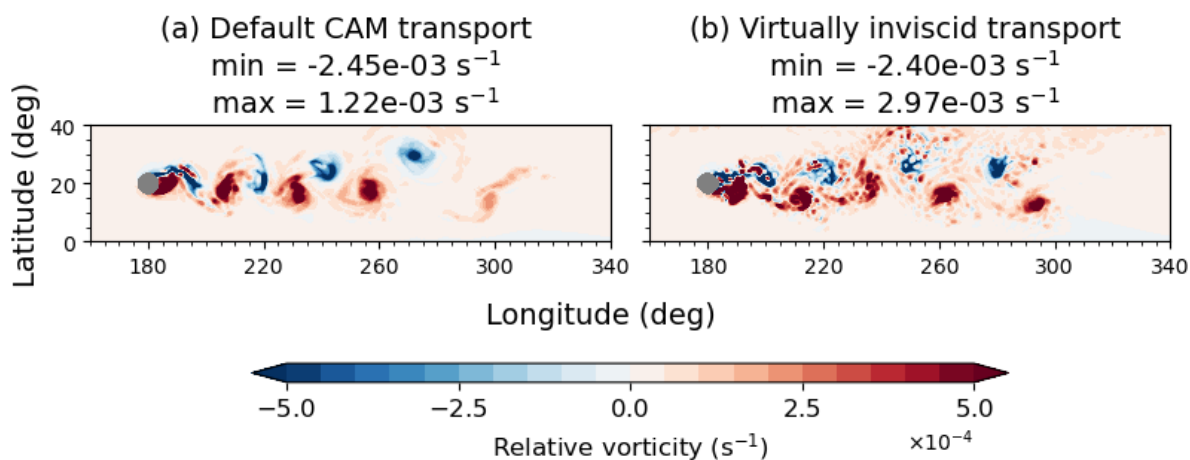 (a) Default CAM transport
min = -2.45e-03 s⁻¹
max = 1.22e-03 s⁻¹
(b) Virtually inviscid transport
min = -2.40e-03 s⁻¹
max = 2.97e-03 s⁻¹
Latitude (deg)
40
20
0
180 220 260 300 340
180 220 260 300 340
Longitude (deg)
−5.0 −2.5 0.0 2.5 5.0
Relative vorticity (s⁻¹) ×10⁻⁴